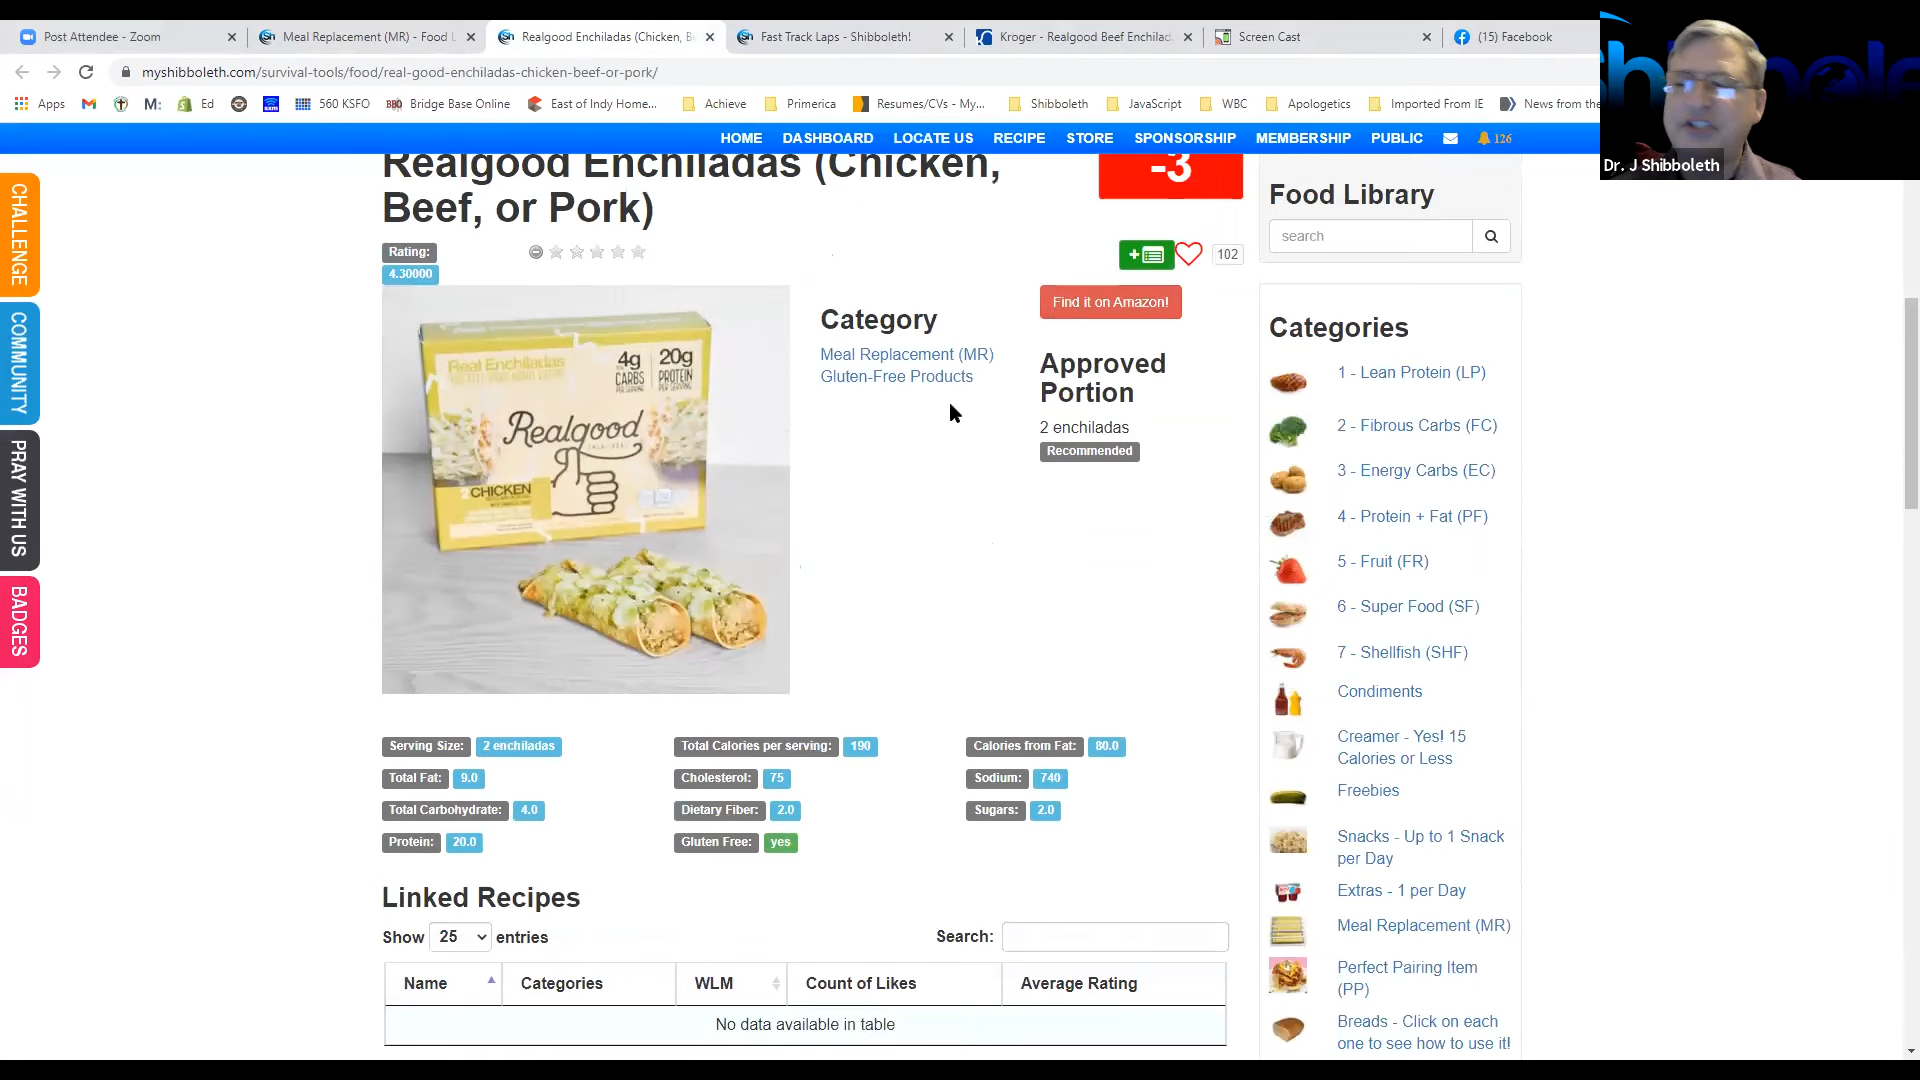 Post Attendee - Zoom
Meal Replacement (MR) - Food L
Realgood Enchiladas (Chicken, B
Fast Track Laps - Shibboleth!
Kroger - Realgood Beef Enchilad
Screen Cast
(15) Facebook
myshibboleth.com/survival-tools/food/real-good-enchiladas-chicken-beef-or-pork/
Apps
M:
Ed
560 KSFO
BBO Bridge Base Online
East of Indy Home...
Achieve
Primerica
Resumes/CVs - My...
Shibboleth
JavaScript
WBC
Apologetics
Imported From IE
News from the
Dr. J Shibboleth
HOME DASHBOARD LOCATE US RECIPE STORE SPONSORSHIP MEMBERSHIP PUBLIC 126
CHALLENGE
COMMUNITY
PRAY WITH US
BADGES
Realgood Enchiladas (Chicken,
Beef, or Pork)
-3
Rating:
4.30000
102
Real Enchiladas
4g CARBS PER SERVING
20g PROTEIN PER SERVING
Realgood
CHICKEN
Category
Meal Replacement (MR)
Gluten-Free Products
Find it on Amazon!
Approved
Portion
2 enchiladas
Recommended
Serving Size: 2 enchiladas Total Calories per serving: 190 Calories from Fat: 80.0
Total Fat: 9.0 Cholesterol: 75 Sodium: 740
Total Carbohydrate: 4.0 Dietary Fiber: 2.0 Sugars: 2.0
Protein: 20.0 Gluten Free: yes
Linked Recipes
Show 25 entries Search:
Name Categories WLM Count of Likes Average Rating
No data available in table
Food Library
search
Categories
1 - Lean Protein (LP)
2 - Fibrous Carbs (FC)
3 - Energy Carbs (EC)
4 - Protein + Fat (PF)
5 - Fruit (FR)
6 - Super Food (SF)
7 - Shellfish (SHF)
Condiments
Creamer - Yes! 15
Calories or Less
Freebies
Snacks - Up to 1 Snack
per Day
Extras - 1 per Day
Meal Replacement (MR)
Perfect Pairing Item
(PP)
Breads - Click on each
one to see how to use it!